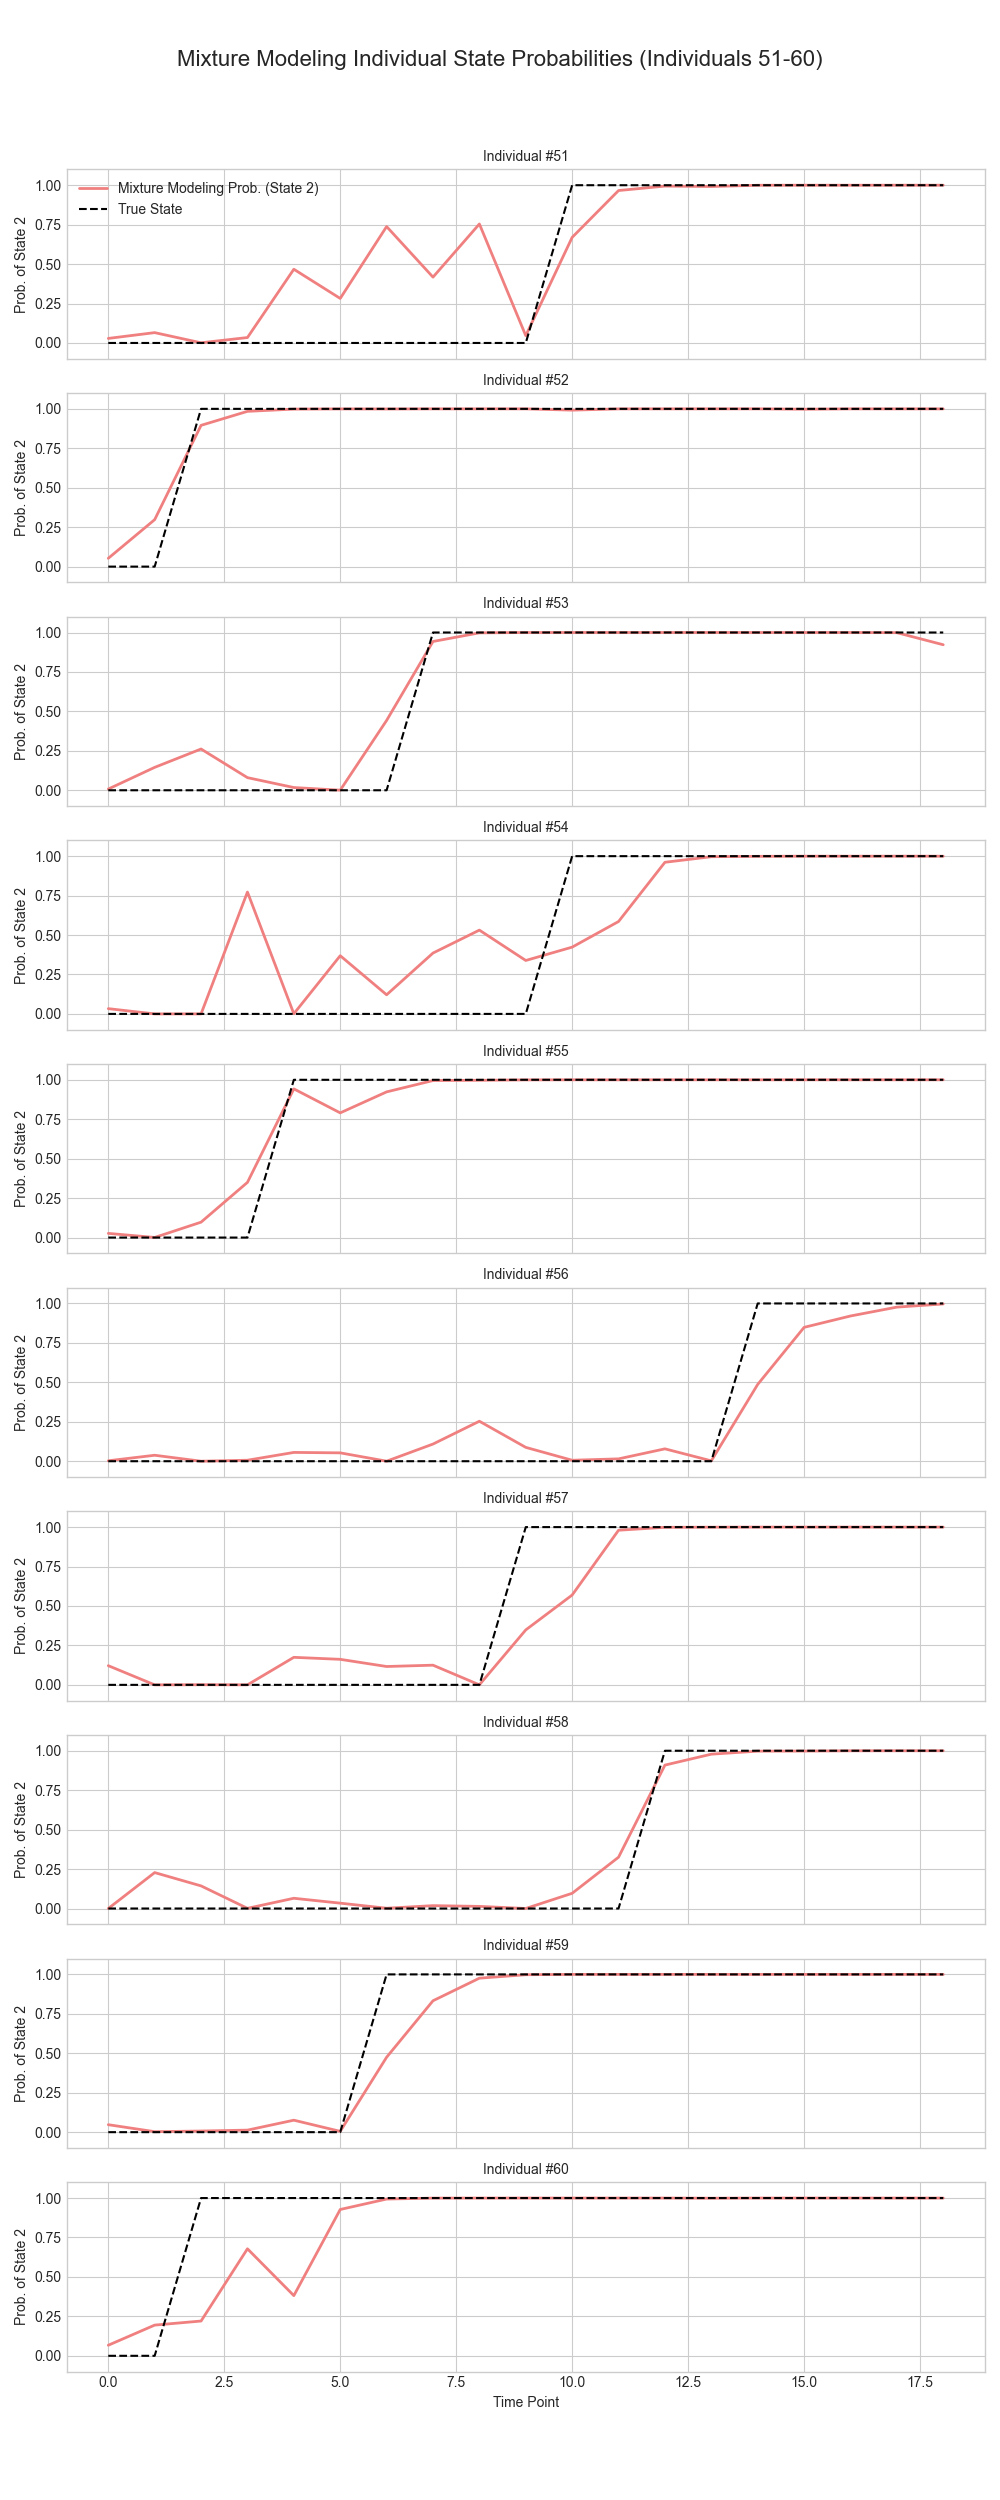 Mixture Modeling Individual State Probabilities (Individuals 51-60)
Individual #51
Mixture Modeling Prob. (State 2)
True State
1.00
0.75
0.50
0.25
0.00
Prob. of State 2
Individual #52
1.00
0.75
0.50
0.25
0.00
Prob. of State 2
Individual #53
1.00
0.75
0.50
0.25
0.00
Prob. of State 2
Individual #54
1.00
0.75
0.50
0.25
0.00
Prob. of State 2
Individual #55
1.00
0.75
0.50
0.25
0.00
Prob. of State 2
Individual #56
1.00
0.75
0.50
0.25
0.00
Prob. of State 2
Individual #57
1.00
0.75
0.50
0.25
0.00
Prob. of State 2
Individual #58
1.00
0.75
0.50
0.25
0.00
Prob. of State 2
Individual #59
1.00
0.75
0.50
0.25
0.00
Prob. of State 2
Individual #60
1.00
0.75
0.50
0.25
0.00
Prob. of State 2
0.0 2.5 5.0 7.5 10.0 12.5 15.0 17.5
Time Point